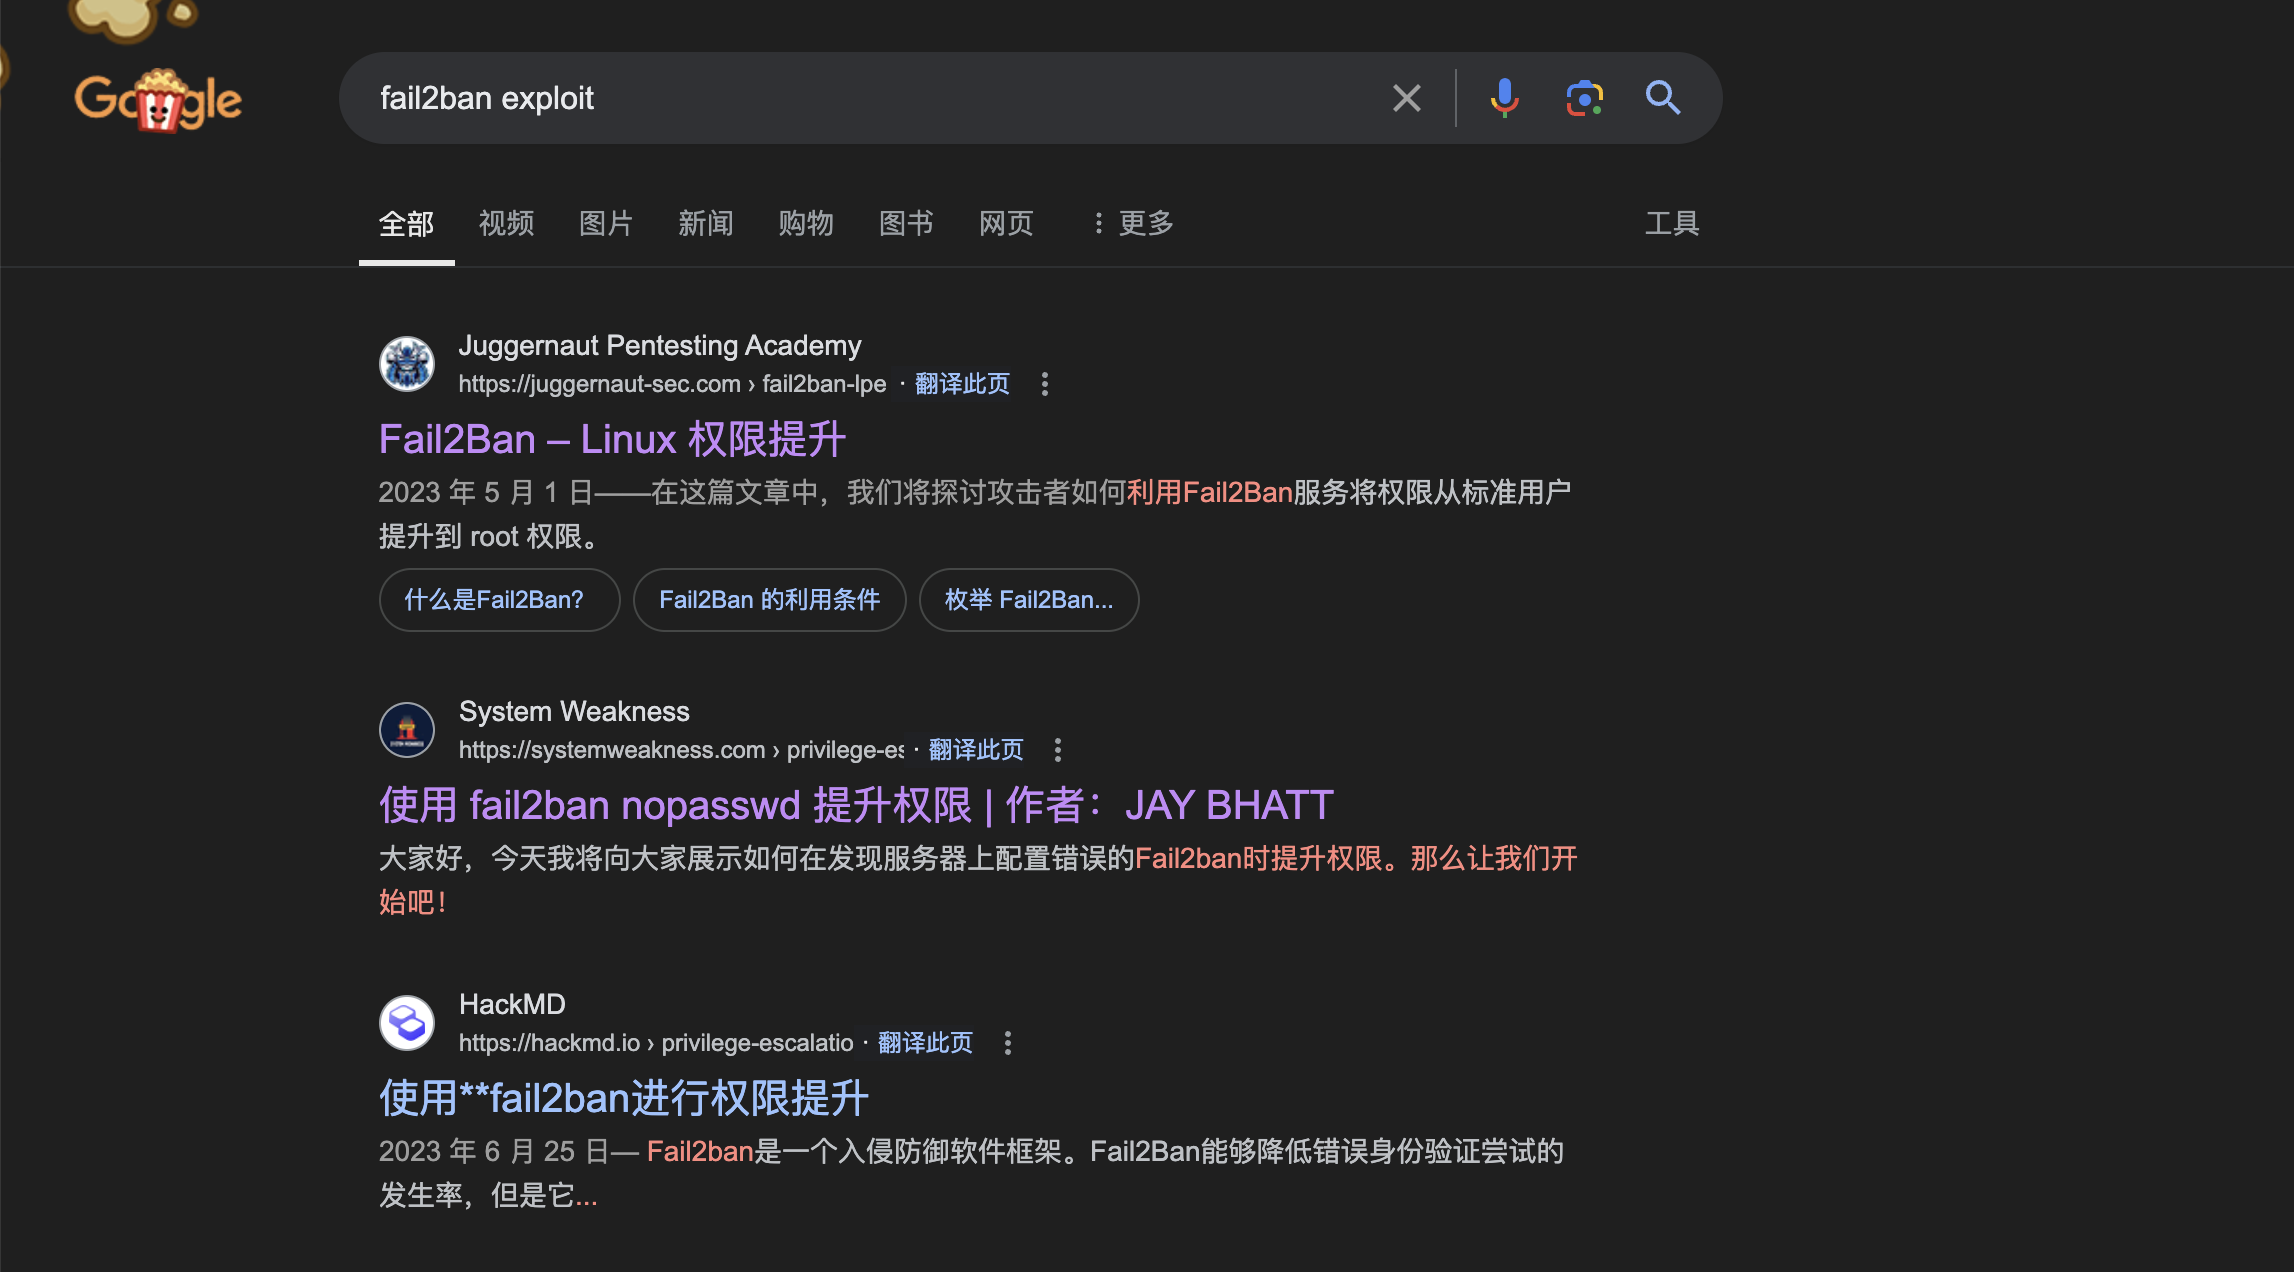 Google
fail2ban exploit
全部 视频 图片 新闻 购物 图书 网页 更多 工具
Juggernaut Pentesting Academy
https://juggernaut-sec.com › fail2ban-lpe · 翻译此页
Fail2Ban – Linux 权限提升
2023 年 5 月 1 日——在这篇文章中，我们将探讨攻击者如何利用Fail2Ban服务将权限从标准用户
提升到 root 权限。
什么是Fail2Ban? Fail2Ban 的利用条件 枚举 Fail2Ban...
System Weakness
https://systemweakness.com › privilege-es · 翻译此页
使用 fail2ban nopasswd 提升权限 | 作者：JAY BHATT
大家好，今天我将向大家展示如何在发现服务器上配置错误的Fail2ban时提升权限。那么让我们开
始吧！
HackMD
https://hackmd.io › privilege-escalatio · 翻译此页
使用**fail2ban进行权限提升
2023 年 6 月 25 日— Fail2ban是一个入侵防御软件框架。Fail2Ban能够降低错误身份验证尝试的
发生率，但是它...